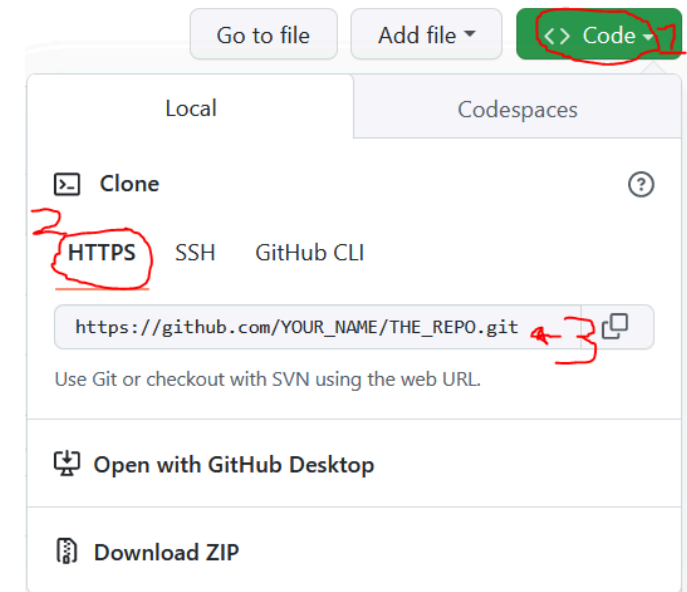 Go to file Add file <> Code 1
Local Codespaces
Clone
2
HTTPS SSH GitHub CLI
https://github.com/YOUR_NAME/THE_REPO.git 3
Use Git or checkout with SVN using the web URL.
Open with GitHub Desktop
Download ZIP